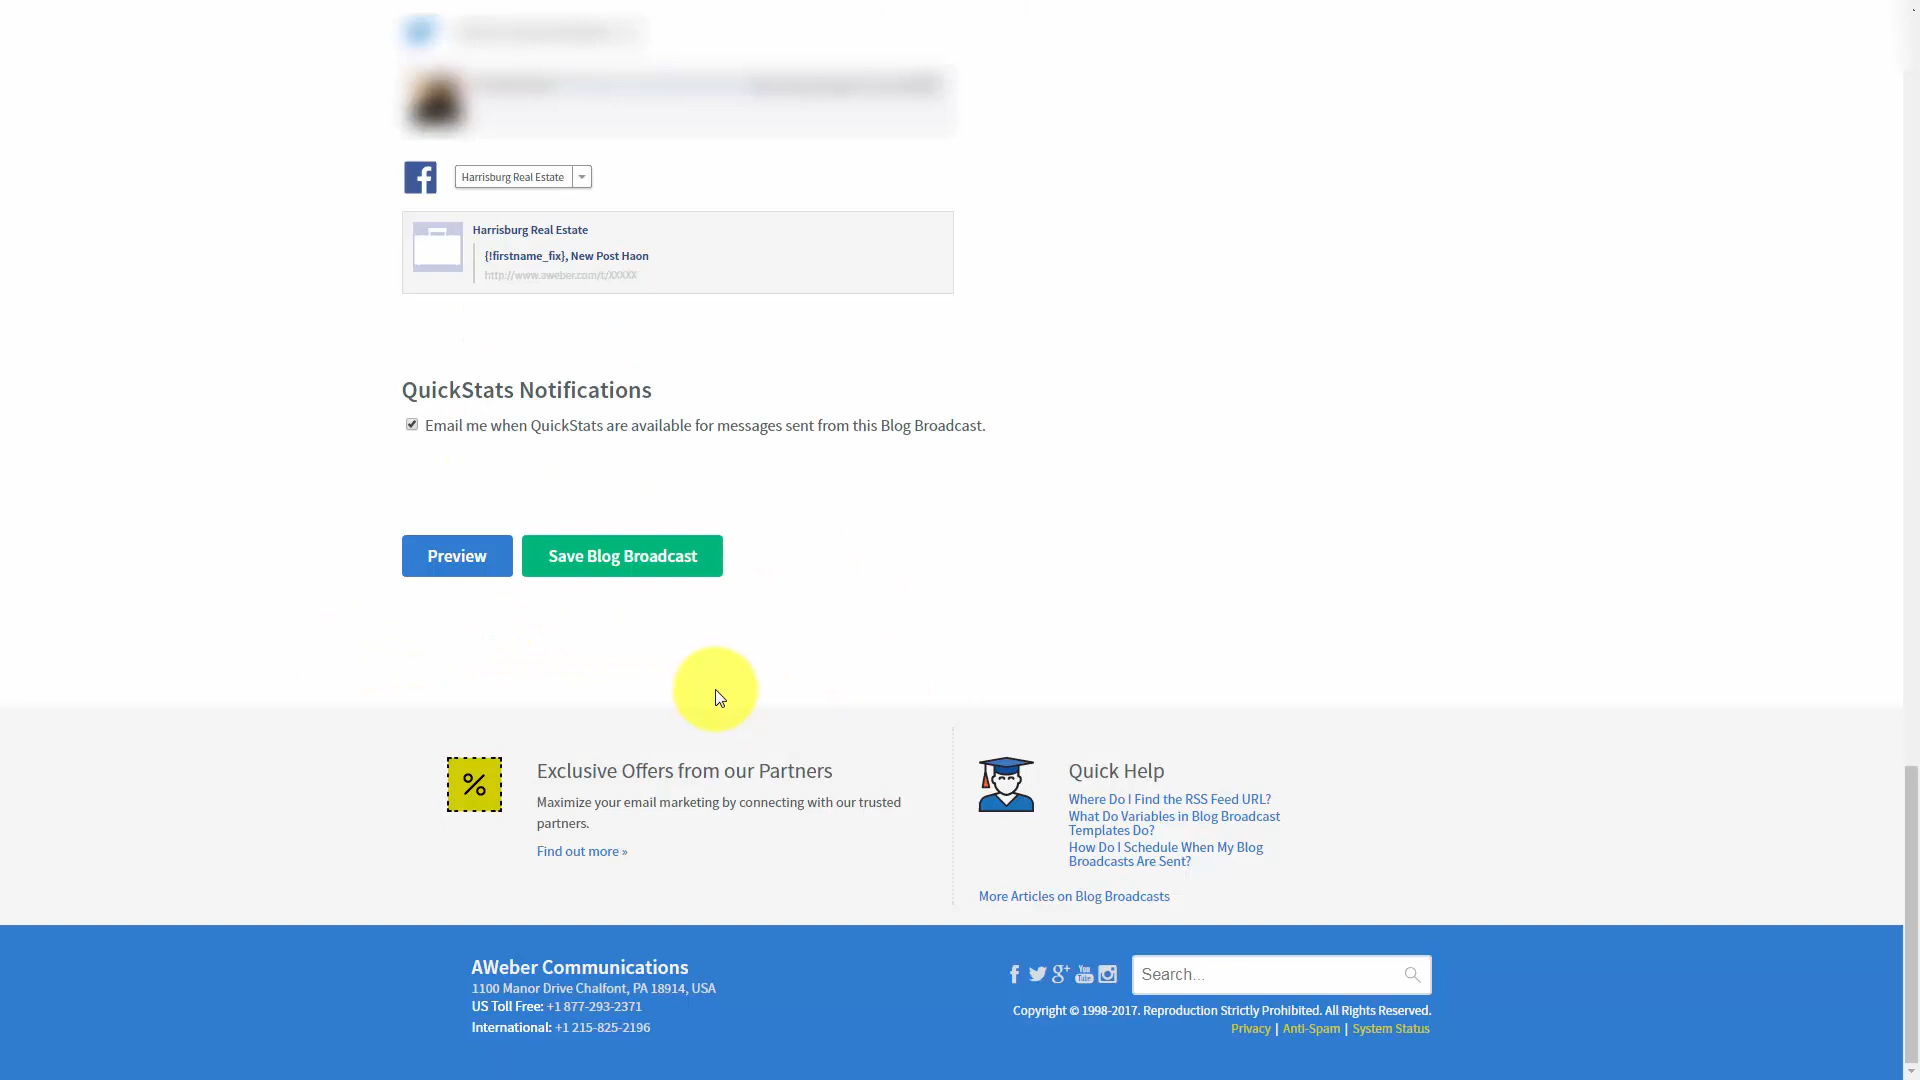 Harrisburg Real Estate
Harrisburg Real Estate
{!firstname_fix}, New Post Haon
http://www.aweber.com/t/XXXXX
QuickStats Notifications
Email me when QuickStats are available for messages sent from this Blog Broadcast.
Preview
Save Blog Broadcast
%
Exclusive Offers from our Partners
Maximize your email marketing by connecting with our trusted
partners.
Find out more »
Quick Help
Where Do I Find the RSS Feed URL?
What Do Variables in Blog Broadcast
Templates Do?
How Do I Schedule When My Blog
Broadcasts Are Sent?
More Articles on Blog Broadcasts
AWeber Communications
1100 Manor Drive Chalfont, PA 18914, USA
US Toll Free: +1 877-293-2371
International: +1 215-825-2196
Search...
Copyright © 1998-2017. Reproduction Strictly Prohibited. All Rights Reserved.
Privacy | Anti-Spam | System Status